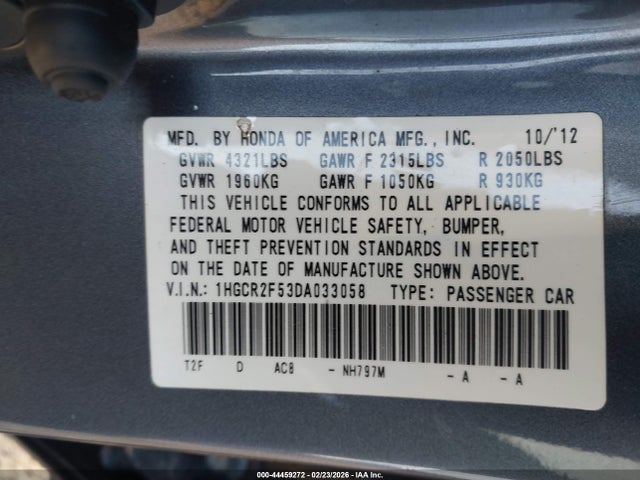 MFD. BY HONDA OF AMERICA MFG., INC. 10/'12
GVWR 4321LBS GAWR F 2315LBS R 2050LBS
GVWR 1960KG GAWR F 1050KG R 930KG
THIS VEHICLE CONFORMS TO ALL APPLICABLE
FEDERAL MOTOR VEHICLE SAFETY, BUMPER,
AND THEFT PREVENTION STANDARDS IN EFFECT
ON THE DATE OF MANUFACTURE SHOWN ABOVE.
V.I.N.: 1HGCR2F53DA033058 TYPE: PASSENGER CAR
T2F D AC8 - NH797M - A - A
000-44459272 - 02/23/2026 - IAA Inc.